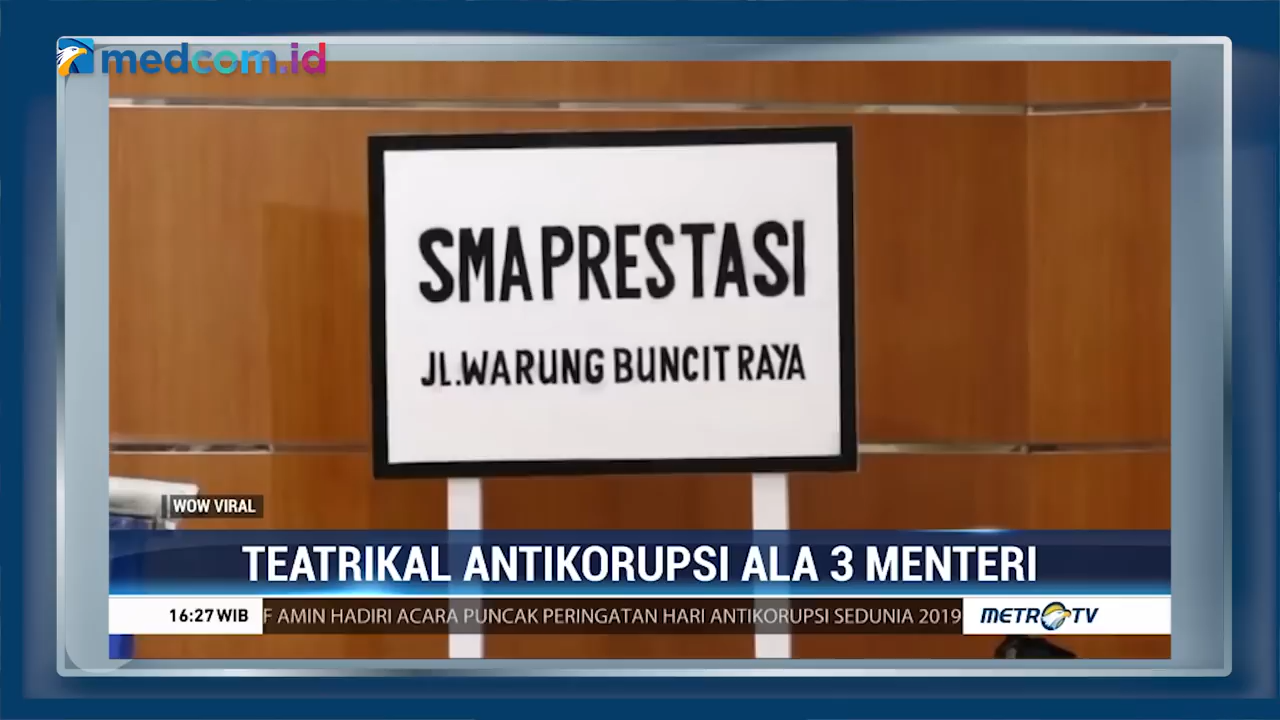 medcom.id
SMA PRESTASI
JL.WARUNG BUNCIT RAYA
WOW VIRAL
TEATRIKAL ANTIKORUPSI ALA 3 MENTERI
16:27 WIB
F AMIN HADIRI ACARA PUNCAK PERINGATAN HARI ANTIKORUPSI SEDUNIA 2019
METRO TV